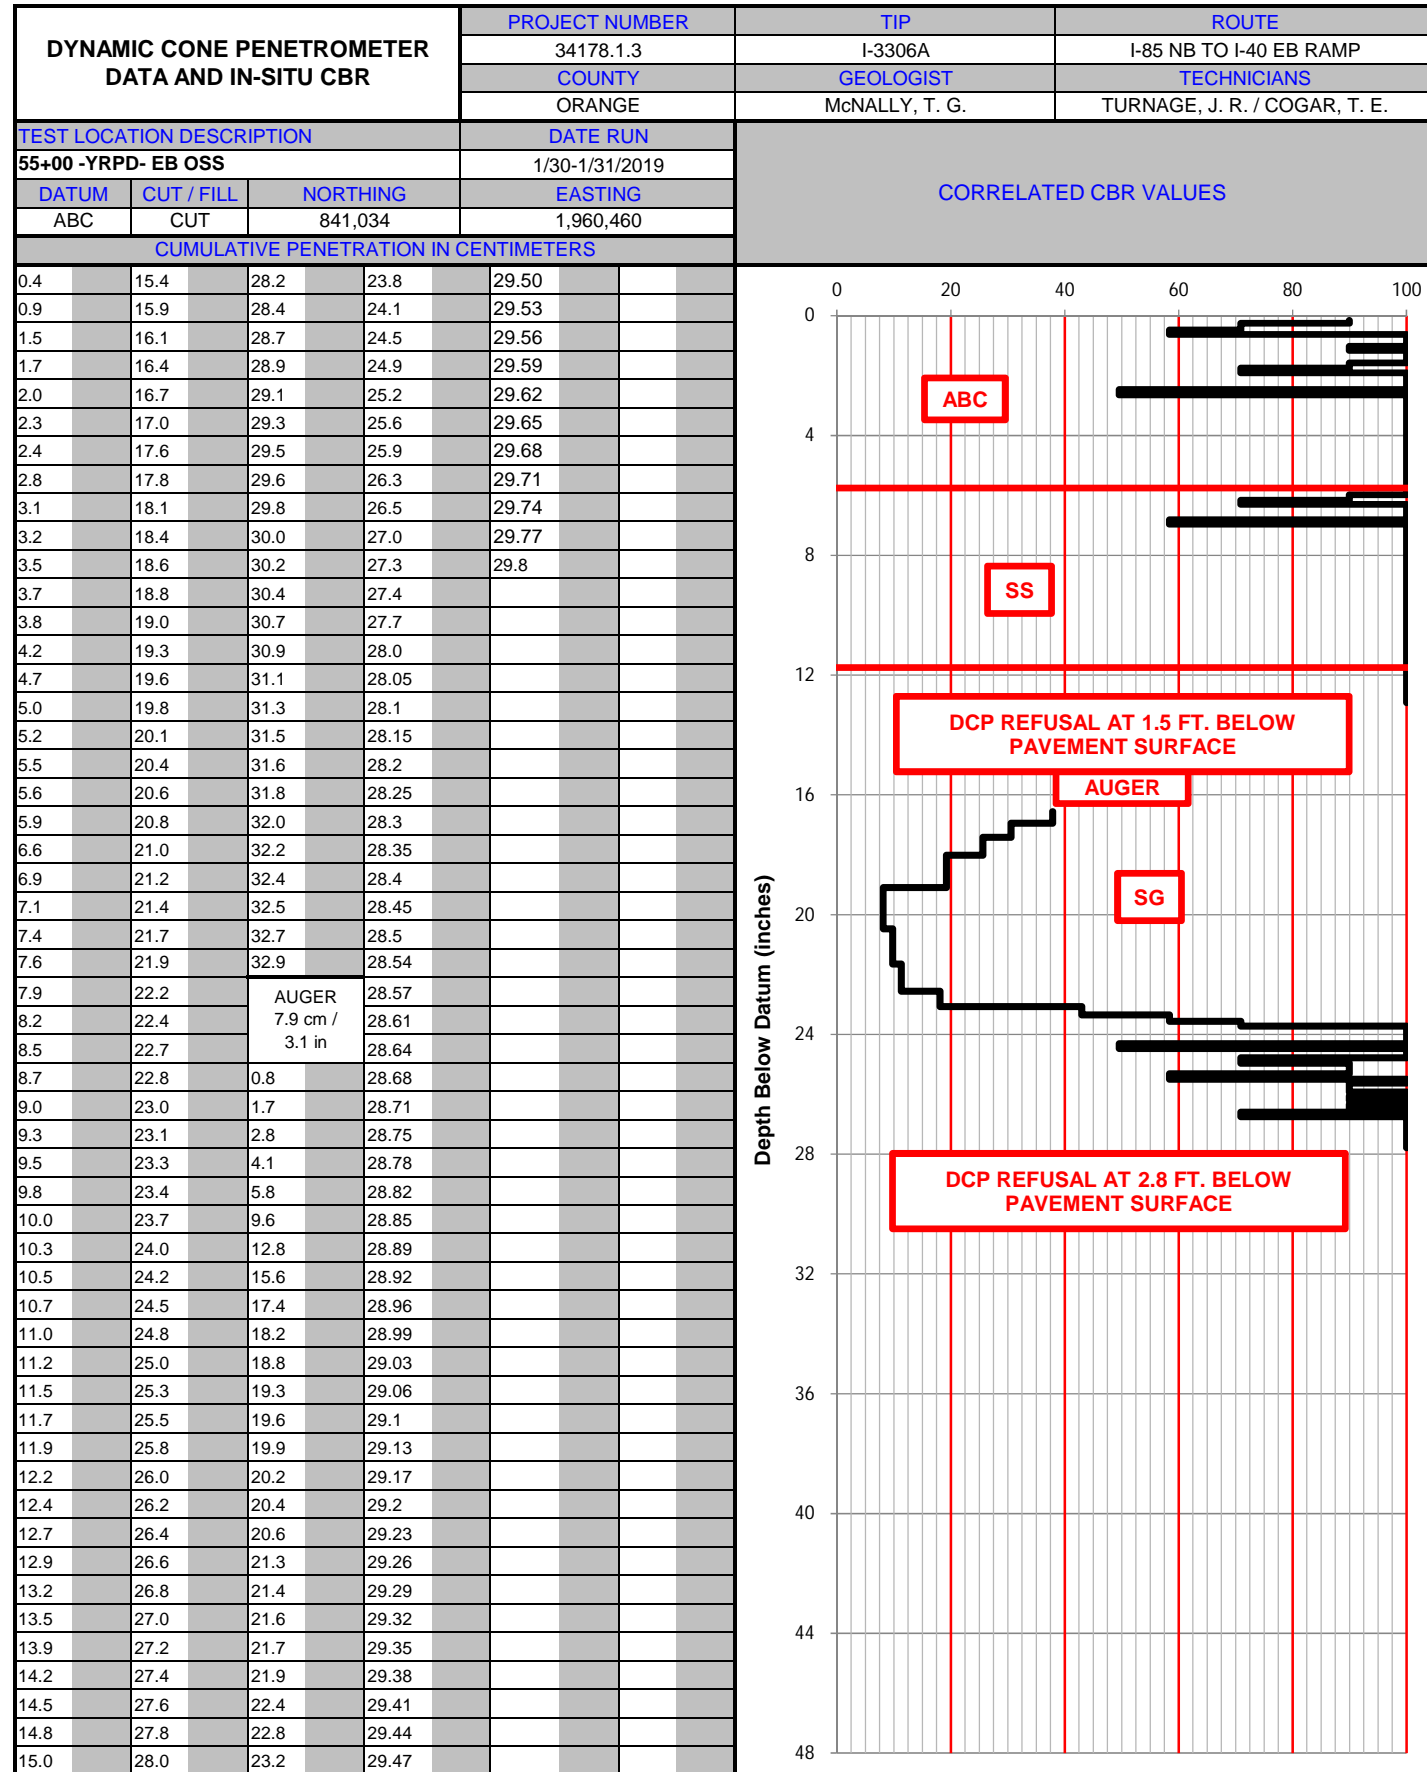 DYNAMIC CONE PENETROMETER
DATA AND IN-SITU CBR
PROJECT NUMBER TIP ROUTE
34178.1.3 I-3306A I-85 NB TO I-40 EB RAMP
COUNTY GEOLOGIST TECHNICIANS
ORANGE McNALLY, T. G. TURNAGE, J. R. / COGAR, T. E.
TEST LOCATION DESCRIPTION DATE RUN
55+00 -YRPD- EB OSS 1/30-1/31/2019
DATUM CUT / FILL NORTHING EASTING
ABC CUT 841,034 1,960,460
CORRELATED CBR VALUES
CUMULATIVE PENETRATION IN CENTIMETERS
0.4 15.4 28.2 23.8 29.50
0.9 15.9 28.4 24.1 29.53
1.5 16.1 28.7 24.5 29.56
1.7 16.4 28.9 24.9 29.59
2.0 16.7 29.1 25.2 29.62
2.3 17.0 29.3 25.6 29.65
2.4 17.6 29.5 25.9 29.68
2.8 17.8 29.6 26.3 29.71
3.1 18.1 29.8 26.5 29.74
3.2 18.4 30.0 27.0 29.77
3.5 18.6 30.2 27.3 29.8
3.7 18.8 30.4 27.4
3.8 19.0 30.7 27.7
4.2 19.3 30.9 28.0
4.7 19.6 31.1 28.05
5.0 19.8 31.3 28.1
5.2 20.1 31.5 28.15
5.5 20.4 31.6 28.2
5.6 20.6 31.8 28.25
5.9 20.8 32.0 28.3
6.6 21.0 32.2 28.35
6.9 21.2 32.4 28.4
7.1 21.4 32.5 28.45
7.4 21.7 32.7 28.5
7.6 21.9 32.9 28.54
7.9 22.2 AUGER 28.57
8.2 22.4 7.9 cm / 28.61
8.5 22.7 3.1 in 28.64
8.7 22.8 0.8 28.68
9.0 23.0 1.7 28.71
9.3 23.1 2.8 28.75
9.5 23.3 4.1 28.78
9.8 23.4 5.8 28.82
10.0 23.7 9.6 28.85
10.3 24.0 12.8 28.89
10.5 24.2 15.6 28.92
10.7 24.5 17.4 28.96
11.0 24.8 18.2 28.99
11.2 25.0 18.8 29.03
11.5 25.3 19.3 29.06
11.7 25.5 19.6 29.1
11.9 25.8 19.9 29.13
12.2 26.0 20.2 29.17
12.4 26.2 20.4 29.2
12.7 26.4 20.6 29.23
12.9 26.6 21.3 29.26
13.2 26.8 21.4 29.29
13.5 27.0 21.6 29.32
13.9 27.2 21.7 29.35
14.2 27.4 21.9 29.38
14.5 27.6 22.4 29.41
14.8 27.8 22.8 29.44
15.0 28.0 23.2 29.47
0 20 40 60 80 100
0
4
8
12
16
20
24
28
32
36
40
44
48
Depth Below Datum (inches)
ABC
SS
DCP REFUSAL AT 1.5 FT. BELOW
PAVEMENT SURFACE
AUGER
SG
DCP REFUSAL AT 2.8 FT. BELOW
PAVEMENT SURFACE